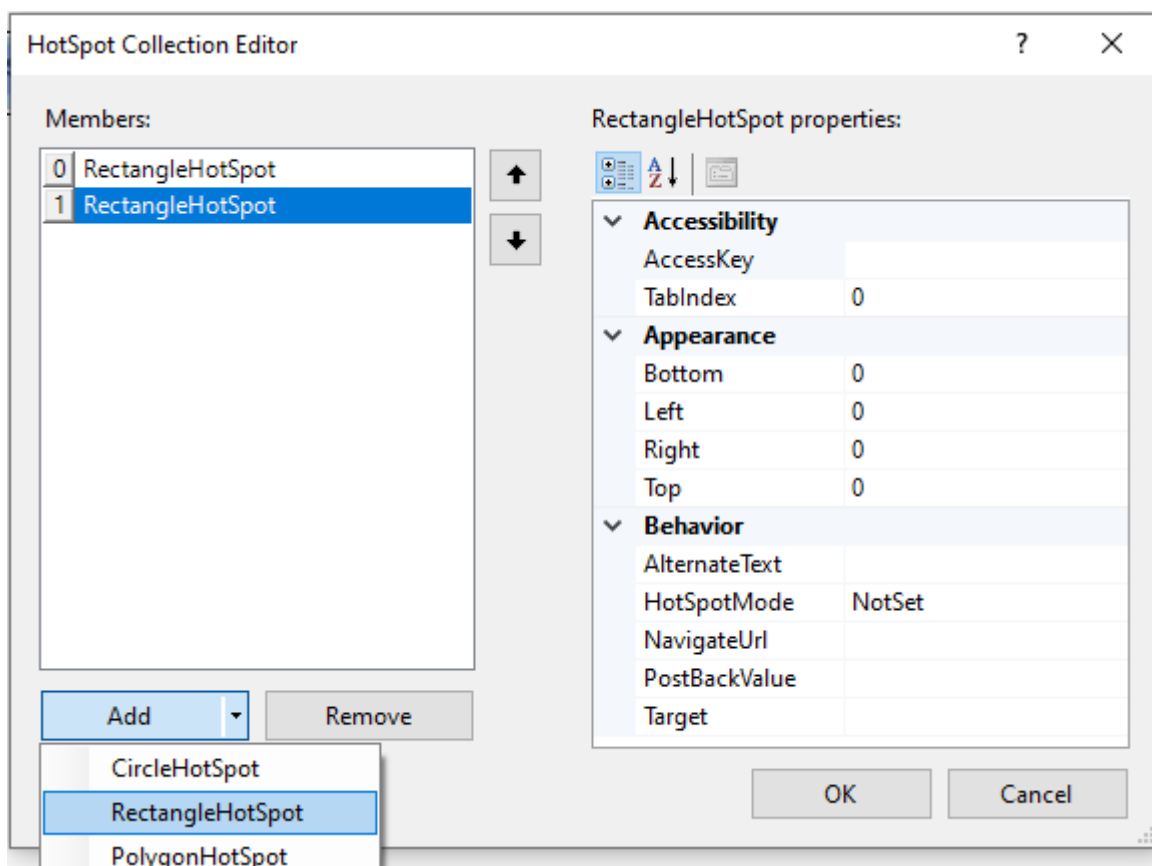 HotSpot Collection Editor
?
Members:
0 RectangleHotSpot
1 RectangleHotSpot
Add
Remove
CircleHotSpot
RectangleHotSpot
PolygonHotSpot
RectangleHotSpot properties:
A
Z
Accessibility
AccessKey
TabIndex 0
Appearance
Bottom 0
Left 0
Right 0
Top 0
Behavior
AlternateText
HotSpotMode NotSet
NavigateUrl
PostBackValue
Target
OK
Cancel